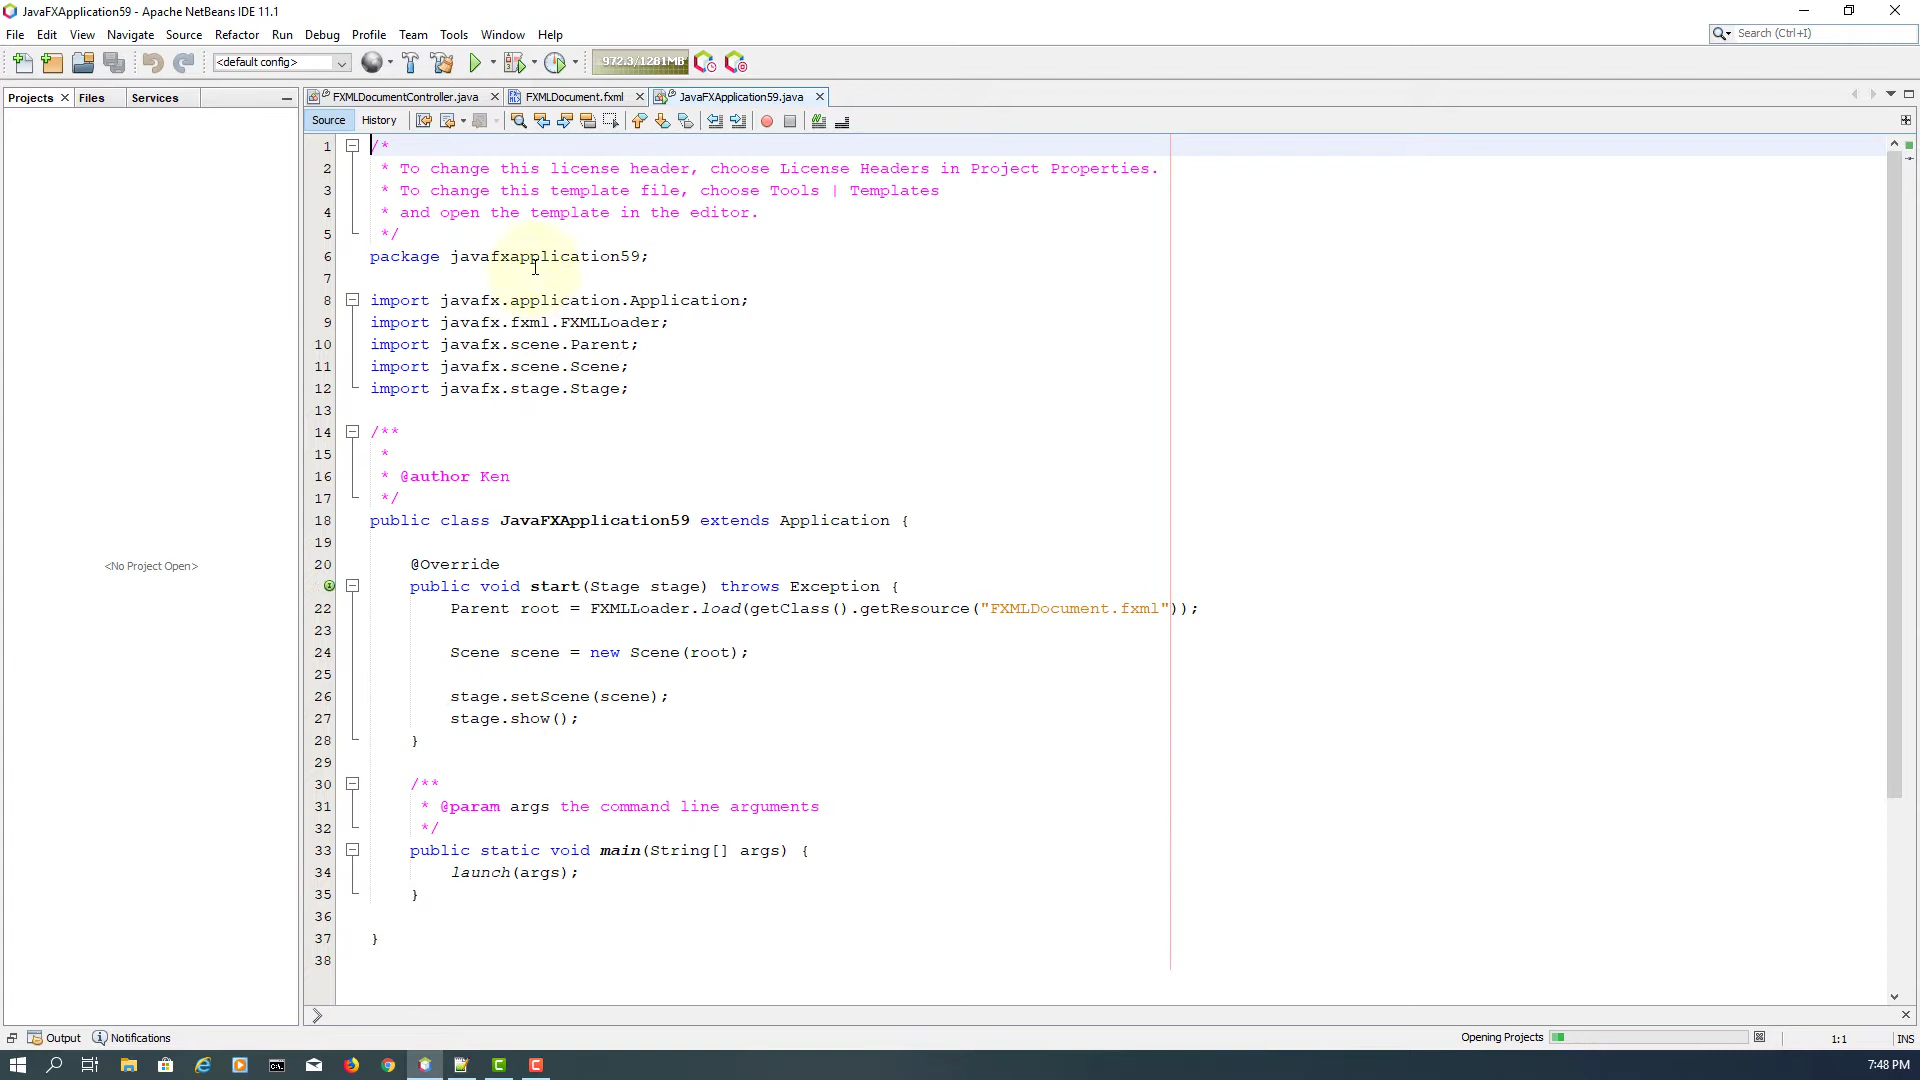 JavaFXApplication59 - Apache NetBeans IDE 11.1
File Edit View Navigate Source Refactor Run Debug Profile Team Tools Window Help
Search (Ctrl+I)
<default config>
972.3/1281MB
Projects Files Services
FXMLDocumentController.java FXMLDocument.fxml JavaFXApplication59.java
Source History
1 /*
2 * To change this license header, choose License Headers in Project Properties.
3 * To change this template file, choose Tools | Templates
4 * and open the template in the editor.
5 */
6 package javafxapplication59;
7
8 import javafx.application.Application;
9 import javafx.fxml.FXMLLoader;
10 import javafx.scene.Parent;
11 import javafx.scene.Scene;
12 import javafx.stage.Stage;
13
14 /**
15 *
16 * @author Ken
17 */
18 public class JavaFXApplication59 extends Application {
19
20 @Override
public void start(Stage stage) throws Exception {
22 Parent root = FXMLLoader.load(getClass().getResource("FXMLDocument.fxml"));
23
24 Scene scene = new Scene(root);
25
26 stage.setScene(scene);
27 stage.show();
28 }
29
30 /**
31 * @param args the command line arguments
32 */
33 public static void main(String[] args) {
34 launch(args);
35 }
36
37 }
38
<No Project Open>
Output Notifications
Opening Projects
1:1 INS
7:48 PM